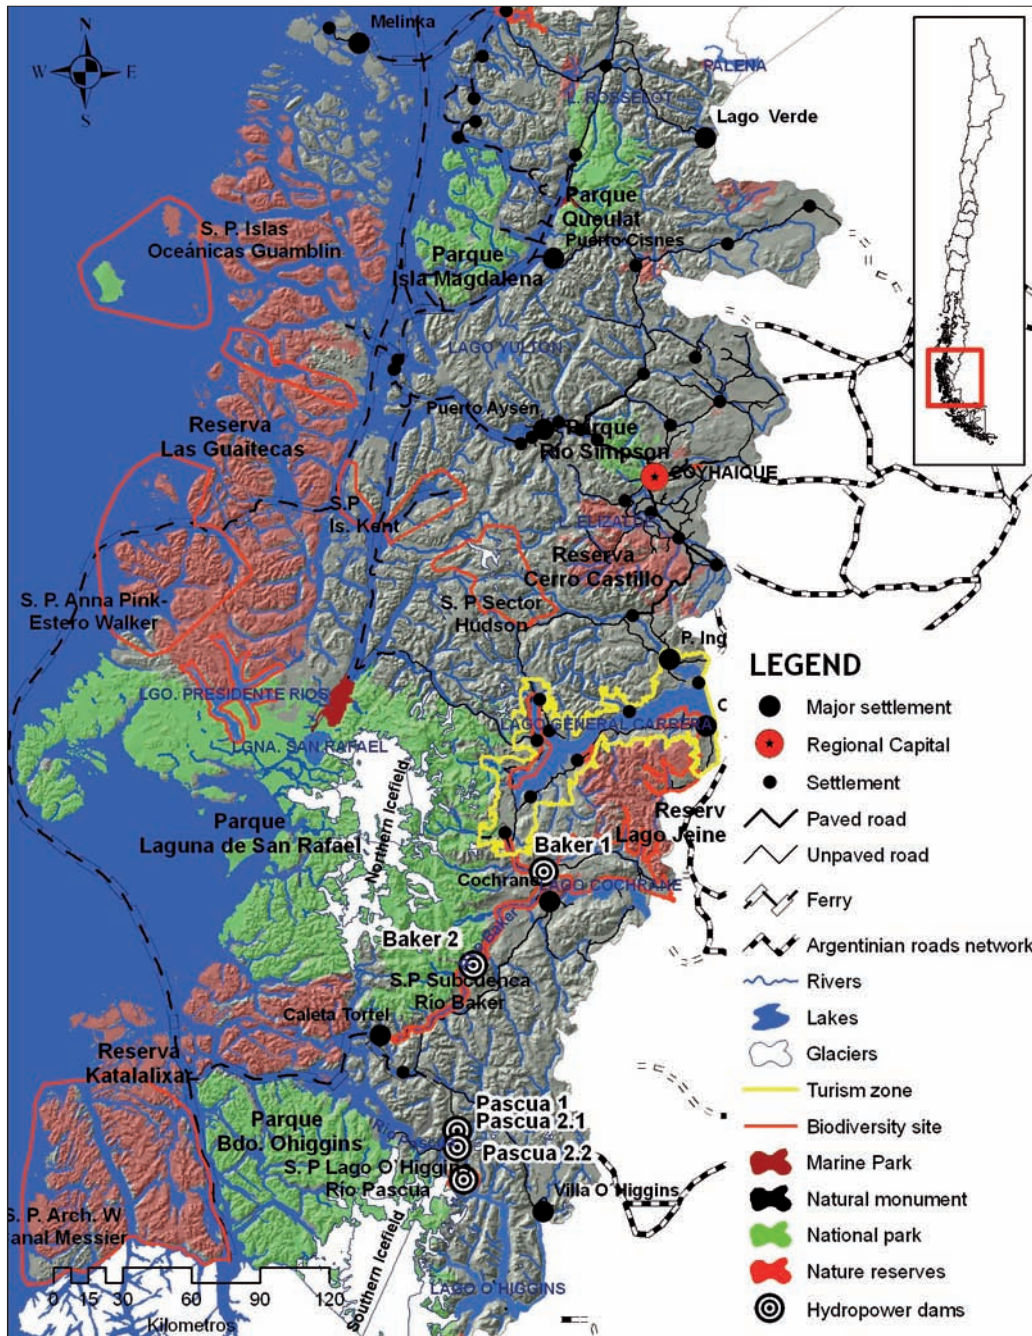 N
Melinka
W
E
S
PALENA
L. ROSSELOT
Lago Verde
Parque
Queulat
S. P. Islas
Oceánicas Guamblin
Puerto Cisnes
Parque
Isla Magdalena
LAGO YULTON
Puerto Aysén
Reserva
Las Guaitecas
Parque
Rio Simpson
COYHAIQUE
S.P
Is. Kent
L. ELIZALDE
Reserva
Cerro Castillo
S. P. Anna Pink-
Estero Walker
S. P Sector
Hudson
P. Ing
LGO. PRESIDENTE RIOS
LAGO GENERAL CARRERA
C
LGNA. SAN RAFAEL
Northern Icefield
Parque
Laguna de San Rafael
Reserv
Lago Jeine
Baker 1
Cochrane
LAGO COCHRANE
Baker
Baker 2
S.P Subcuenca
Río Baker
Caleta Tortel
Reserva
Katalalixar
Pascua 1
Pascua 2.1
Parque
Bdo. Ohiggins
Río
Pascua 2.2
S. P Lago O´Higgins
Río Pascua
Villa O´Higgins
S. P. Arch. W
anal Messier
Southern Icefield
LAGO O'HIGGINS
0 15 30 60 90 120
Kilometros
LEGEND
Major settlement
Regional Capital
Settlement
Paved road
Unpaved road
Ferry
Argentinian roads network
Rivers
Lakes
Glaciers
Turism zone
Biodiversity site
Marine Park
Natural monument
National park
Nature reserves
Hydropower dams